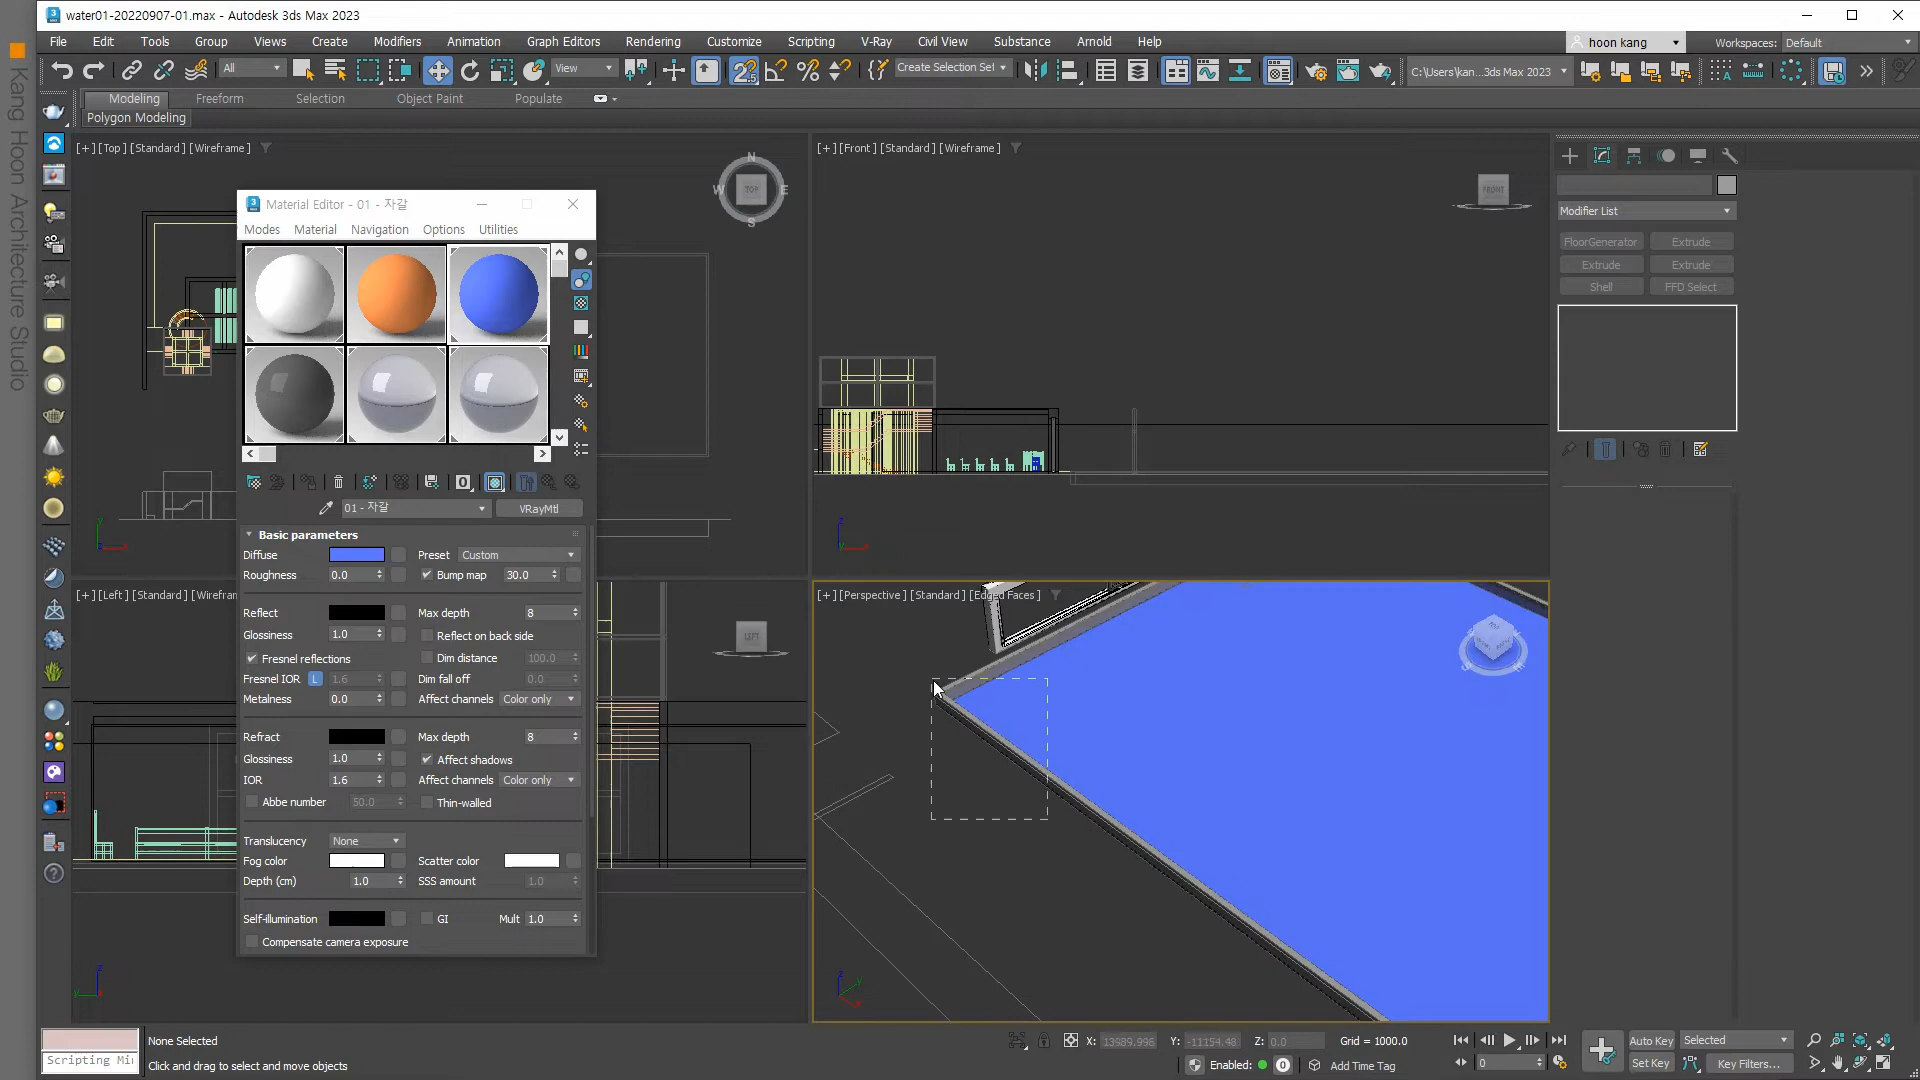 water01-20220907-01.max - Autodesk 3ds Max 2023
File Edit Tools Group Views Create Modifiers Animation Graph Editors Rendering Customize Scripting V-Ray Civil View Substance Arnold Help
hoon kang
Workspaces: Default
All
View
Create Selection Set
C:\Users\kan...3ds Max 2023
Modeling Freeform Selection Object Paint Populate
Polygon Modeling
Kang Hoon Architecture Studio
[+] [Top] [Standard] [Wireframe]
N
W TOP E
S
[+] [Front] [Standard] [Wireframe]
FRONT
Modifier List
FloorGenerator Extrude
Extrude Extrude
Shell FFD Select
Material Editor - 01 - 자갈
Modes Material Navigation Options Utilities
01 - 자갈
VRayMtl
Basic parameters
Diffuse Preset Custom
Roughness 0.0 Bump map 30.0
Reflect Max depth 8
Glossiness 1.0 Reflect on back side
Fresnel reflections Dim distance 100.0
Fresnel IOR L 1.6 Dim fall off 0.0
Metalness 0.0 Affect channels Color only
Refract Max depth 8
Glossiness 1.0 Affect shadows
IOR 1.6 Affect channels Color only
Abbe number 50.0 Thin-walled
Translucency None
Fog color Scatter color
Depth (cm) 1.0 SSS amount 1.0
Self-illumination GI Mult 1.0
Compensate camera exposure
[+] [Left] [Standard] [Wirefram
LEFT
[+] [Perspective] [Standard] [Edged Faces]
None Selected
Click and drag to select and move objects
Scripting Mi
X: 13989.996 Y: -11154.48 Z: 0.0 Grid = 1000.0
Enabled: 0 Add Time Tag
0
Auto Key Selected
Set Key Key Filters...